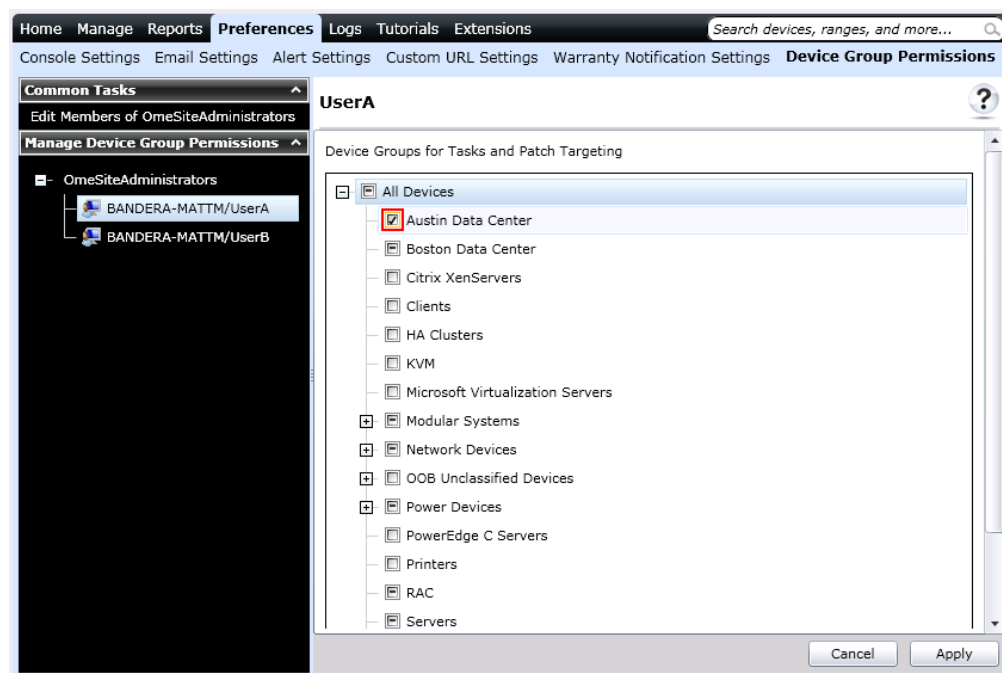 Home Manage Reports Preferences Logs Tutorials Extensions Search devices, ranges, and more...
Console Settings Email Settings Alert Settings Custom URL Settings Warranty Notification Settings Device Group Permissions
Common Tasks
Edit Members of OmeSiteAdministrators
Manage Device Group Permissions
OmeSiteAdministrators
BANDERA-MATTM/UserA
BANDERA-MATTM/UserB
UserA
?
Device Groups for Tasks and Patch Targeting
All Devices
Austin Data Center
Boston Data Center
Citrix XenServers
Clients
HA Clusters
KVM
Microsoft Virtualization Servers
Modular Systems
Network Devices
OOB Unclassified Devices
Power Devices
PowerEdge C Servers
Printers
RAC
Servers
Cancel Apply